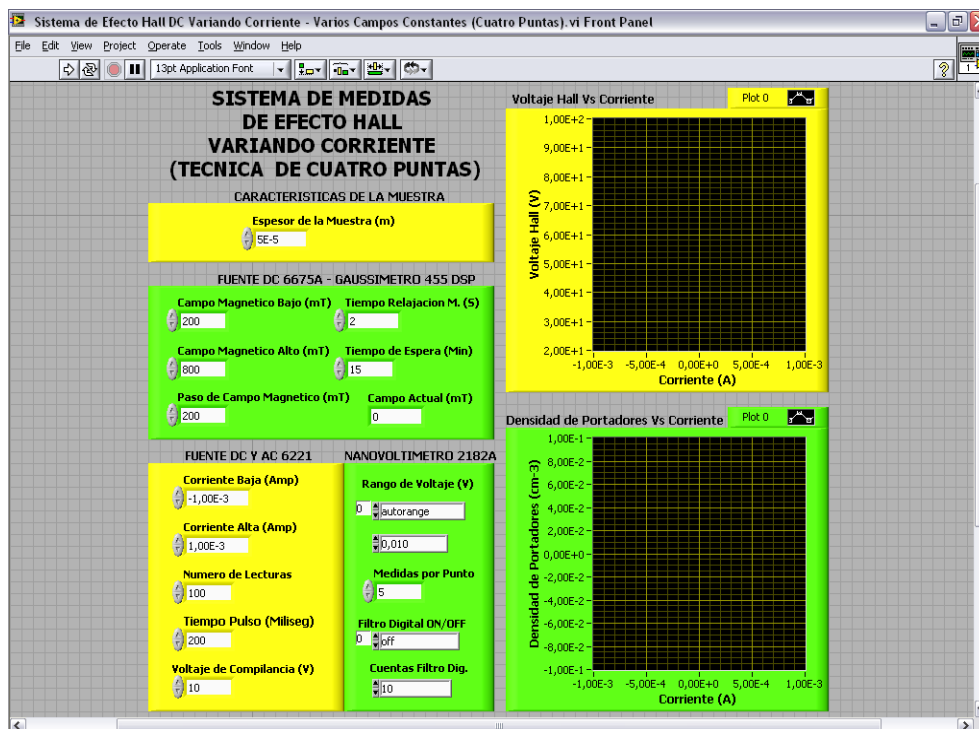 Sistema de Efecto Hall DC Variando Corriente - Varios Campos Constantes (Cuatro Puntas).vi Front Panel
File Edit View Project Operate Tools Window Help
13pt Application Font
1
SISTEMA DE MEDIDAS
DE EFECTO HALL
VARIANDO CORRIENTE
(TECNICA DE CUATRO PUNTAS)
CARACTERISTICAS DE LA MUESTRA
Espesor de la Muestra (m)
5E-5
FUENTE DC 6675A - GAUSSIMETRO 455 DSP
Campo Magnetico Bajo (mT) Tiempo Relajacion M. (S)
200 2
Campo Magnetico Alto (mT) Tiempo de Espera (Min)
800 15
Paso de Campo Magnetico (mT) Campo Actual (mT)
200 0
FUENTE DC Y AC 6221
Corriente Baja (Amp)
-1,00E-3
Corriente Alta (Amp)
1,00E-3
Numero de Lecturas
100
Tiempo Pulso (Miliseg)
200
Voltaje de Compilancia (V)
10
NANOVOLTIMETRO 2182A
Rango de Voltaje (V)
0 autorange
0,010
Medidas por Punto
5
Filtro Digital ON/OFF
0 off
Cuentas Filtro Dig.
10
Voltaje Hall Vs Corriente Plot 0
Voltaje Hall (V)
1,00E+2
9,00E+1
8,00E+1
7,00E+1
6,00E+1
5,00E+1
4,00E+1
3,00E+1
2,00E+1
-1,00E-3 -5,00E-4 0,00E+0 5,00E-4 1,00E-3
Corriente (A)
Densidad de Portadores Vs Corriente Plot 0
Densidad de Portadores (cm-3)
1,00E-1
8,00E-2
6,00E-2
4,00E-2
2,00E-2
0,00E+0
-2,00E-2
-4,00E-2
-6,00E-2
-8,00E-2
-1,00E-1
-1,00E-3 -5,00E-4 0,00E+0 5,00E-4 1,00E-3
Corriente (A)